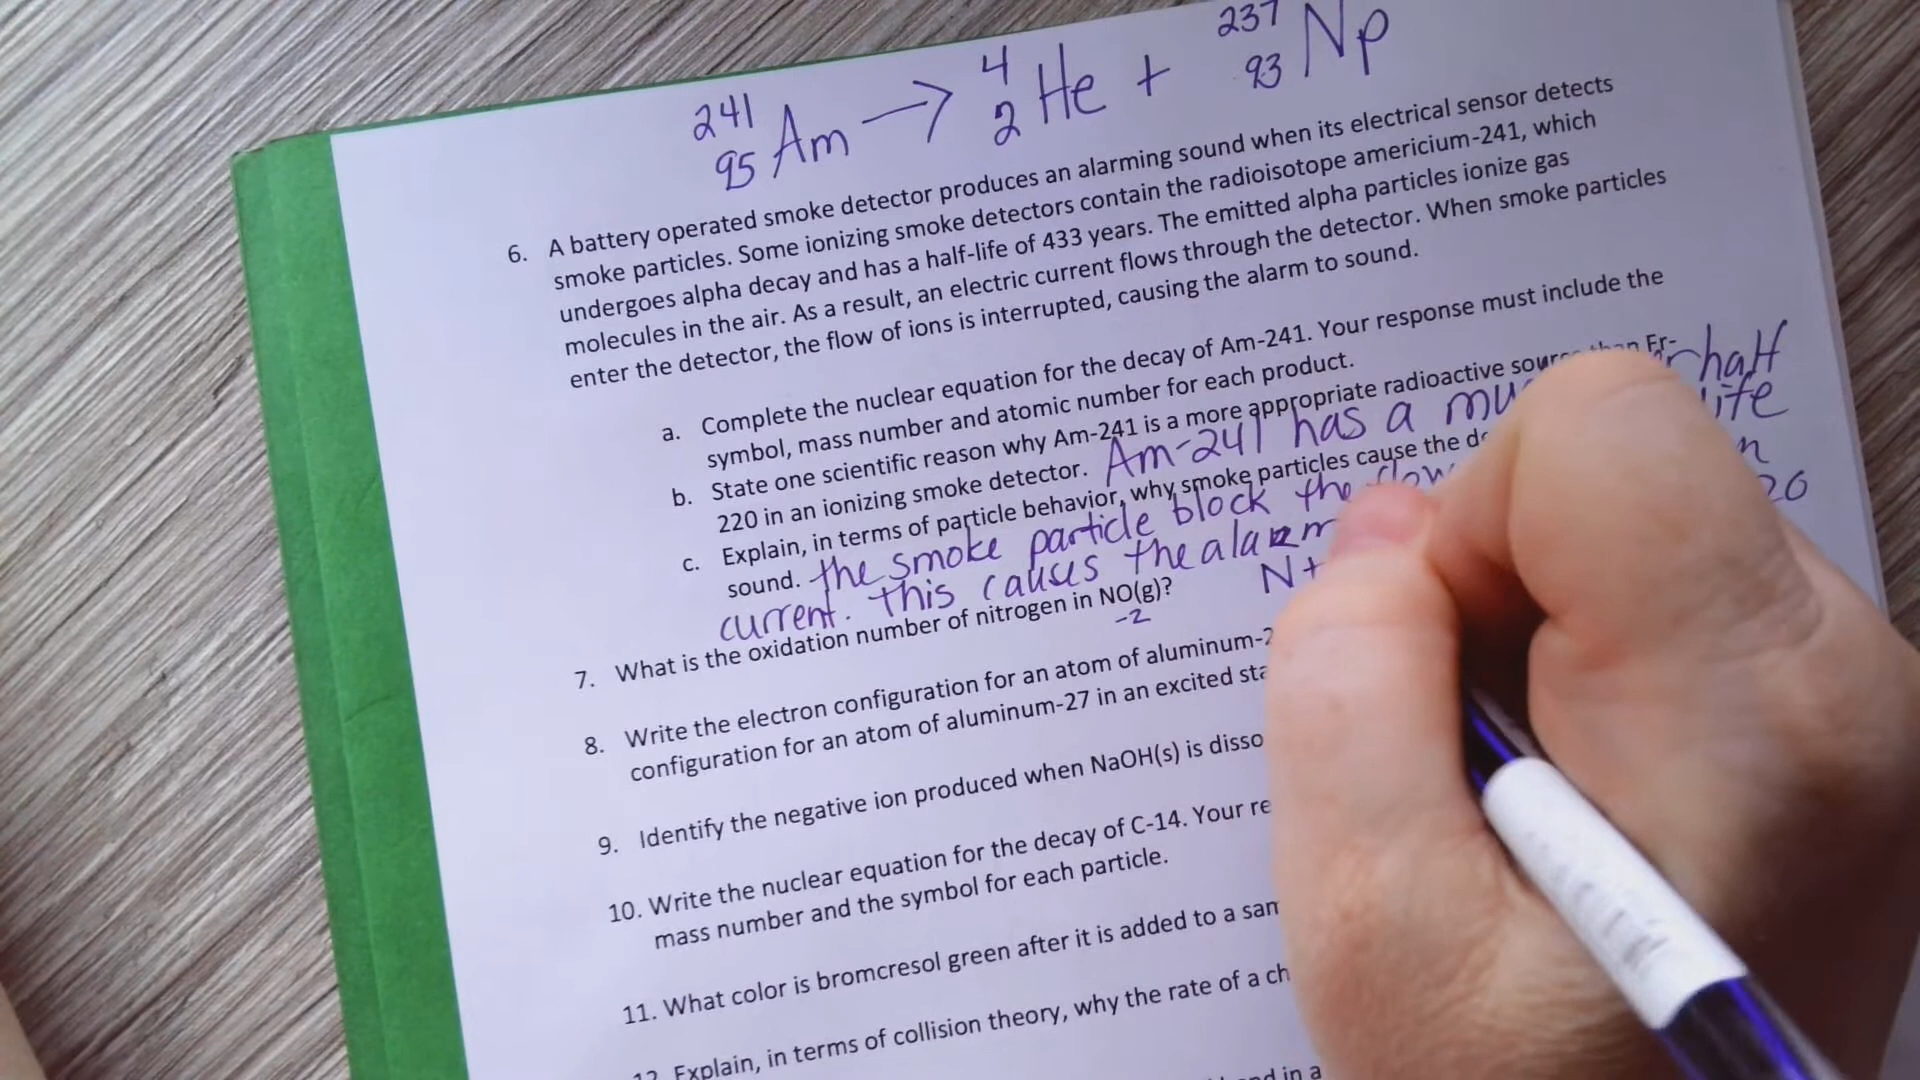 241 4 237
95 Am → 2 He + 93 Np
6. A battery operated smoke detector produces an alarming sound when its electrical sensor detects
smoke particles. Some ionizing smoke detectors contain the radioisotope americium-241, which
undergoes alpha decay and has a half-life of 433 years. The emitted alpha particles ionize gas
molecules in the air. As a result, an electric current flows through the detector. When smoke particles
enter the detector, the flow of ions is interrupted, causing the alarm to sound.
a. Complete the nuclear equation for the decay of Am-241. Your response must include the
symbol, mass number and atomic number for each product.
b. State one scientific reason why Am-241 is a more appropriate radioactive source than Fr-
220 in an ionizing smoke detector. Am-241 has a half
life
c. Explain, in terms of particle behavior, why smoke particles cause the
sound. the smoke particle block the flow
current. This causes the alarm
20
7. What is the oxidation number of nitrogen in NO(g)? N+
-2
8. Write the electron configuration for an atom of aluminum-2
configuration for an atom of aluminum-27 in an excited sta
9. Identify the negative ion produced when NaOH(s) is disso
10. Write the nuclear equation for the decay of C-14. Your re
mass number and the symbol for each particle.
11. What color is bromcresol green after it is added to a sam
12. Explain, in terms of collision theory, why the rate of a ch
nd in a